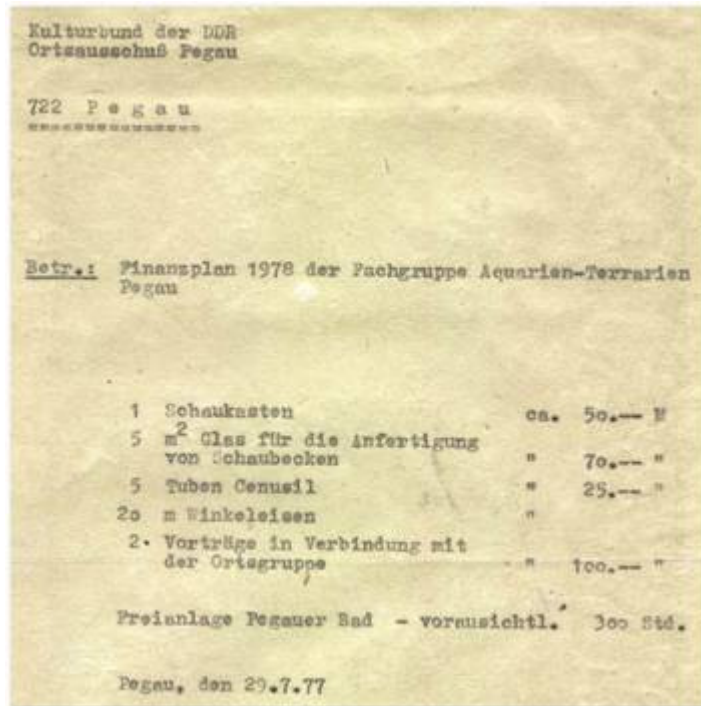 Kulturbund der DDR
Ortsausschuß Pegau
722 P e g a u
===============
Betr.: Finanzplan 1978 der Fachgruppe Aquarien-Terrarien
Pegau
1 Schaukasten ca. 5o.-- M
5 m² Glas für die Anfertigung
von Schaubecken " 7o.-- "
5 Tuben Cenusil " 25.-- "
2o m Winkeleisen "
2. Vorträge in Verbindung mit
der Ortsgruppe " 1oo.-- "
Freianlage Pegauer Bad - vorausichtl. 3oo Std.
Pegau, den 29.7.77